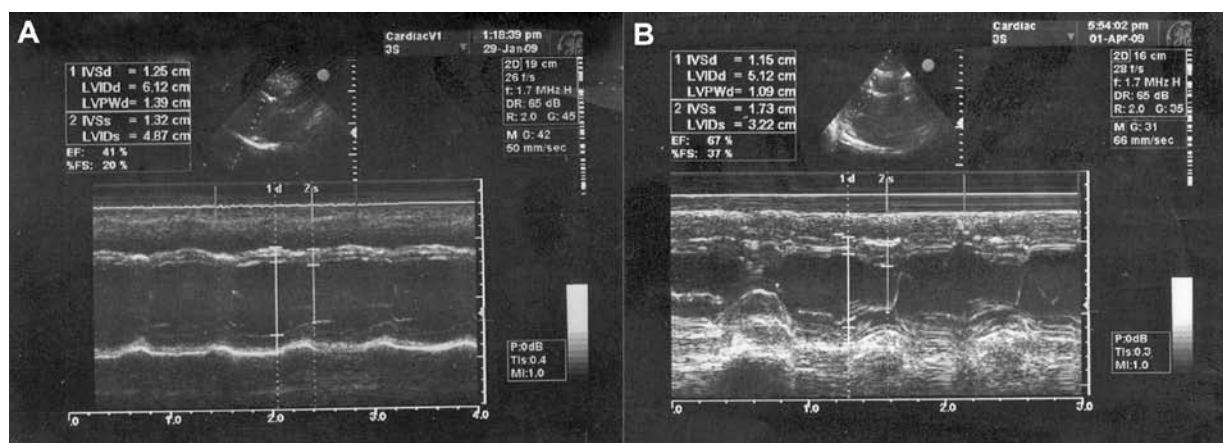 A
CardiacV1
3S
1:18:39 pm
29-Jan-09
1 IVSd = 1.25 cm
LVIDd = 6.12 cm
LVPWd = 1.39 cm
2 IVSs = 1.32 cm
LVIDs = 4.87 cm
EF: 41 %
%FS: 20 %
2D 19 cm
26 f/s
f: 1.7 MHz H
DR: 65 dB
R: 2.0 G: 45
M G: 42
50 mm/sec
1 d 2 s
P:0dB
TIs:0.4
MI:1.0
.0 1.0 2.0 3.0 4.0
B
Cardiac
3S
5:54:02 pm
01-Apr-09
1 IVSd = 1.15 cm
LVIDd = 5.12 cm
LVPWd = 1.09 cm
2 IVSs = 1.73 cm
LVIDs = 3.22 cm
EF: 67 %
%FS: 37 %
2D 16 cm
28 f/s
f: 1.7 MHz H
DR: 65 dB
R: 2.0 G: 35
M G: 31
66 mm/sec
1 d 2 s
P:0dB
TIs:0.3
MI:1.0
.0 1.0 2.0 3.0